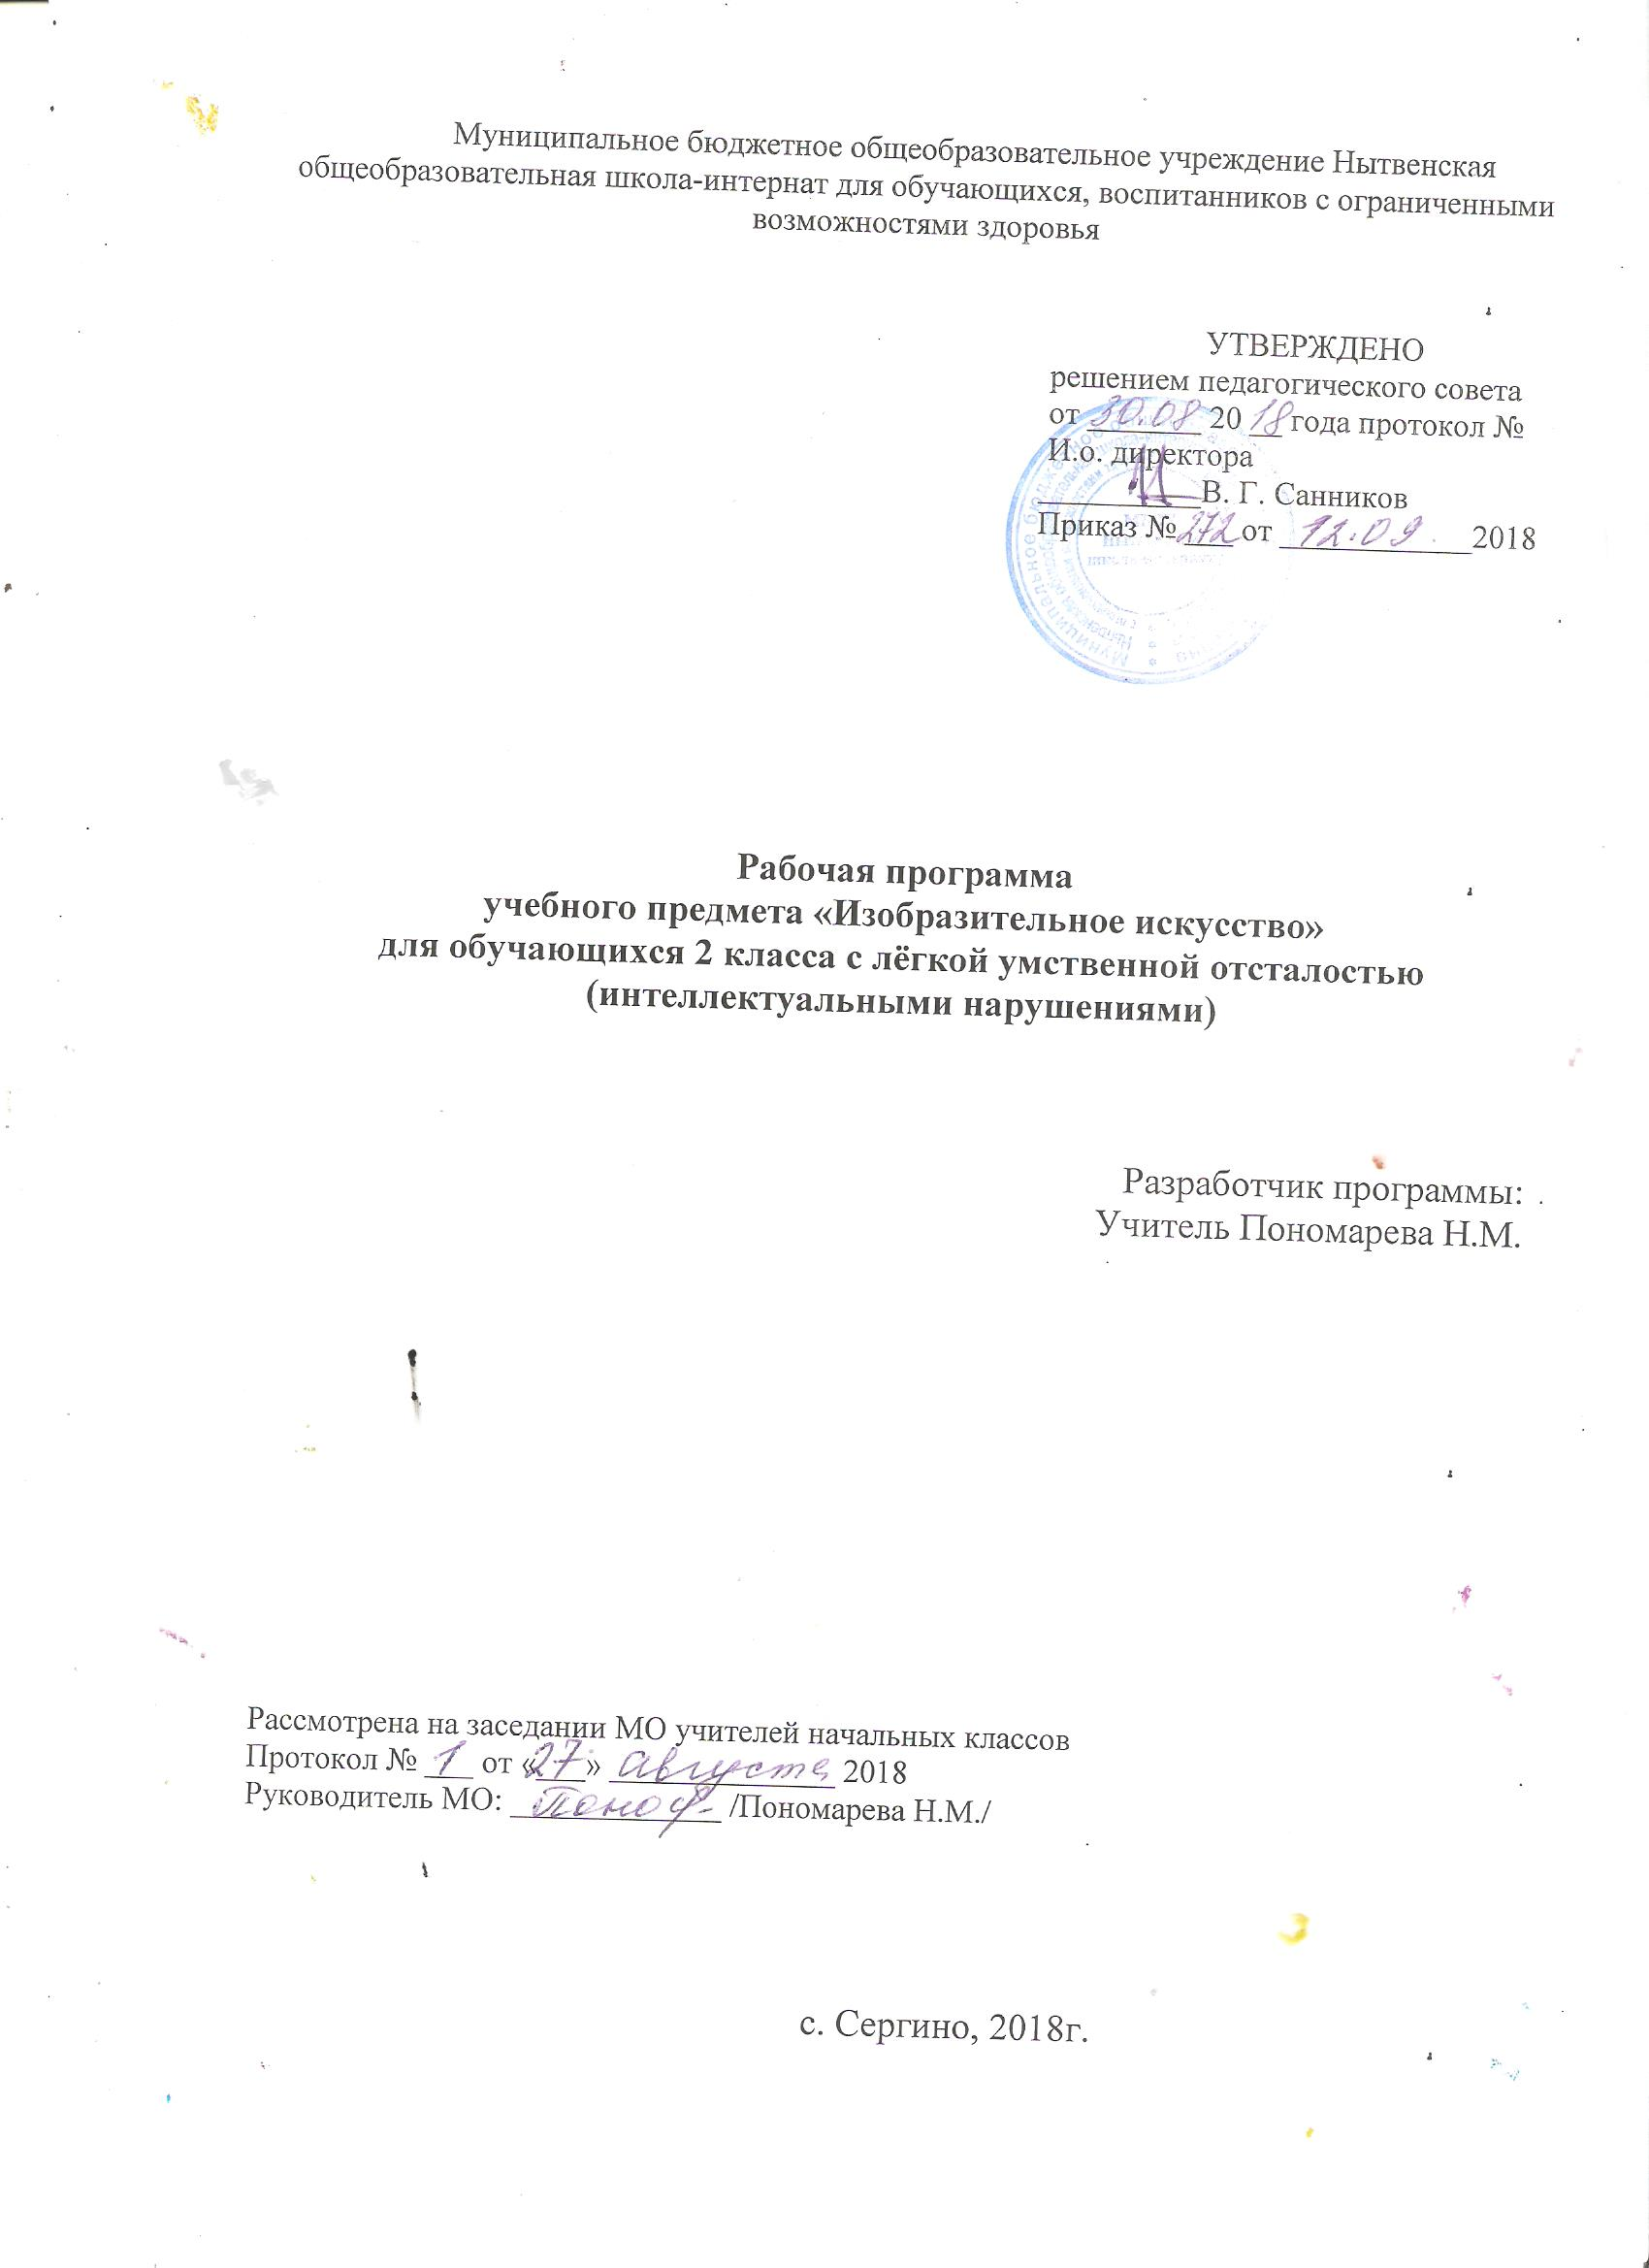 Муниципальное бюджетное общеобразовательное учреждение Нытвенская
общеобразовательная школа-интернат для обучающихся, воспитанников с ограниченными
возможностями здоровья
УТВЕРЖДЕНО
решением педагогического совета
от 30.08 20 18 года протокол №
И.о. директора
В. Г. Санников
Приказ № 272 от 12.09. 2018
Муниципальное бюджетное
Рабочая программа
учебного предмета «Изобразительное искусство»
для обучающихся 2 класса с лёгкой умственной отсталостью
(интеллектуальными нарушениями)
Разработчик программы:
Учитель Пономарева Н.М.
Рассмотрена на заседании МО учителей начальных классов
Протокол № 1 от «27» августа 2018
Руководитель МО: /Пономарева Н.М./
с. Сергино, 2018г.